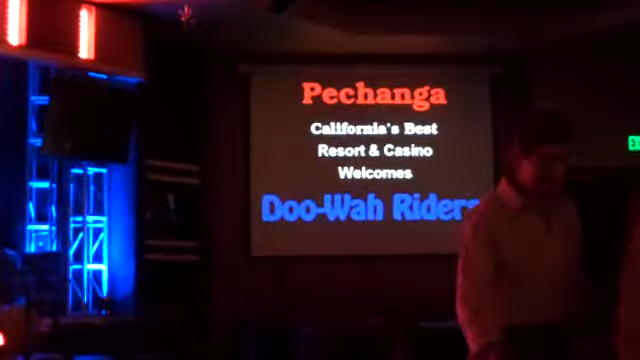 Pechanga
California's Best
Resort & Casino
Welcomes
Doo-Wah Riders